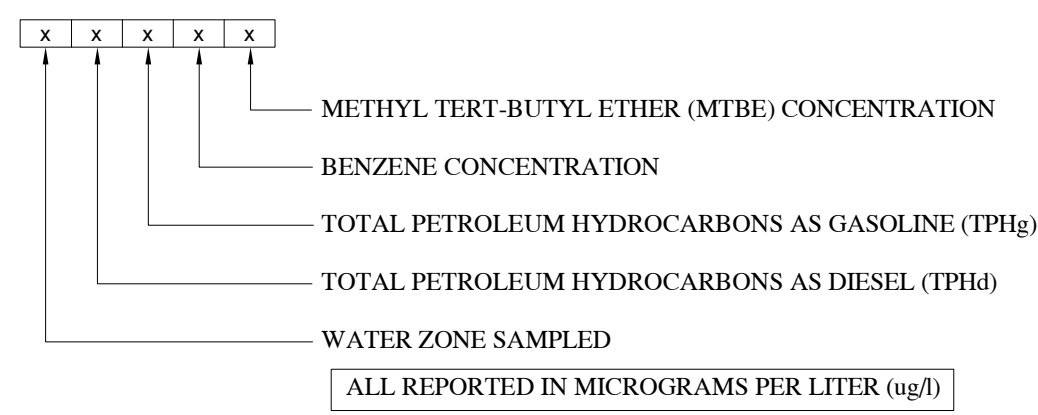 x x x x x
METHYL TERT-BUTYL ETHER (MTBE) CONCENTRATION
BENZENE CONCENTRATION
TOTAL PETROLEUM HYDROCARBONS AS GASOLINE (TPHg)
TOTAL PETROLEUM HYDROCARBONS AS DIESEL (TPHd)
WATER ZONE SAMPLED
ALL REPORTED IN MICROGRAMS PER LITER (ug/l)